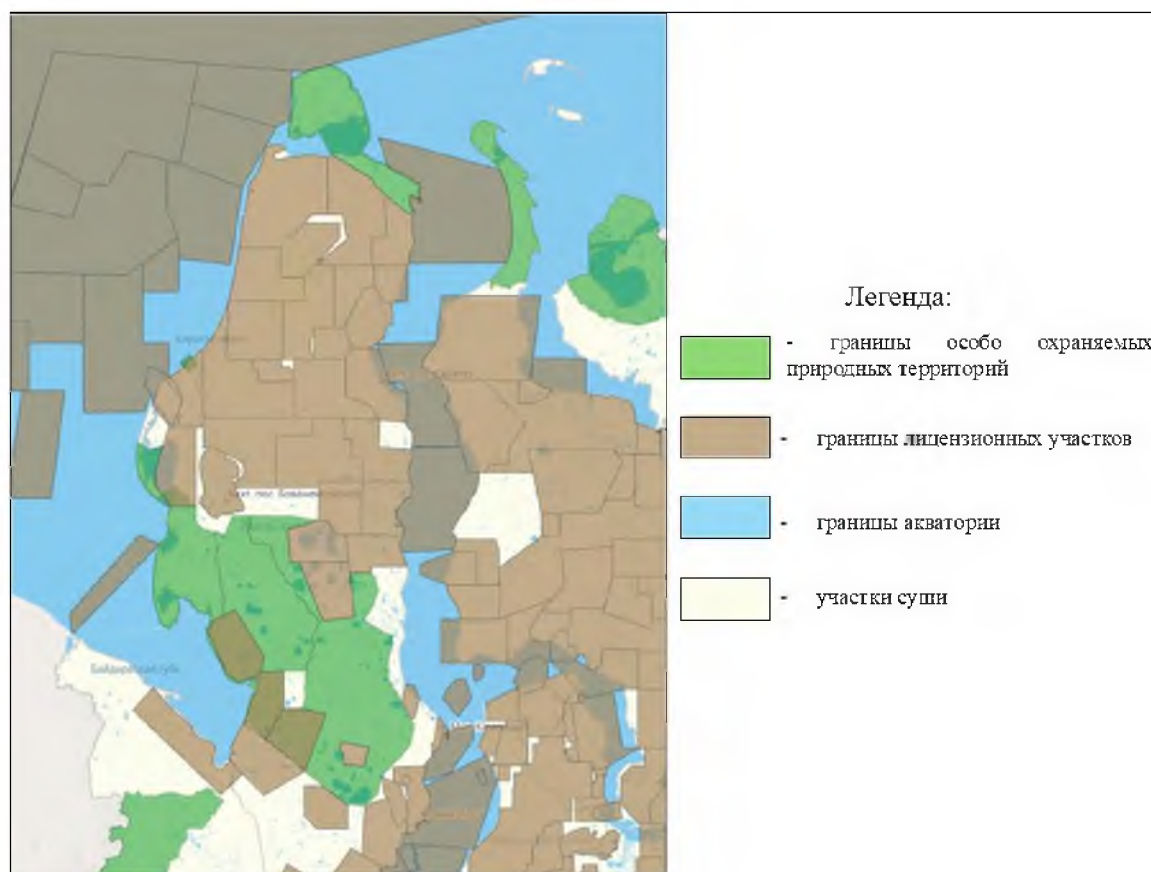 Легенда:
- границы особо охраняемых
природных территорий
- границы лицензионных участков
- границы акватории
- участки суши